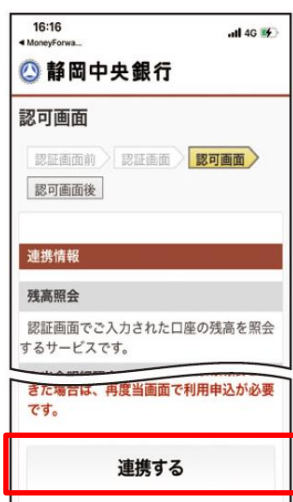 16:16
4G
◀ MoneyForwa...
静岡中央銀行
認可画面
認証画面前
認証画面
認可画面
認可画面後
連携情報
残高照会
認証画面でご入力された口座の残高を照会
するサービスです。
きた場合は、再度当画面で利用申込が必要
です。
連携する